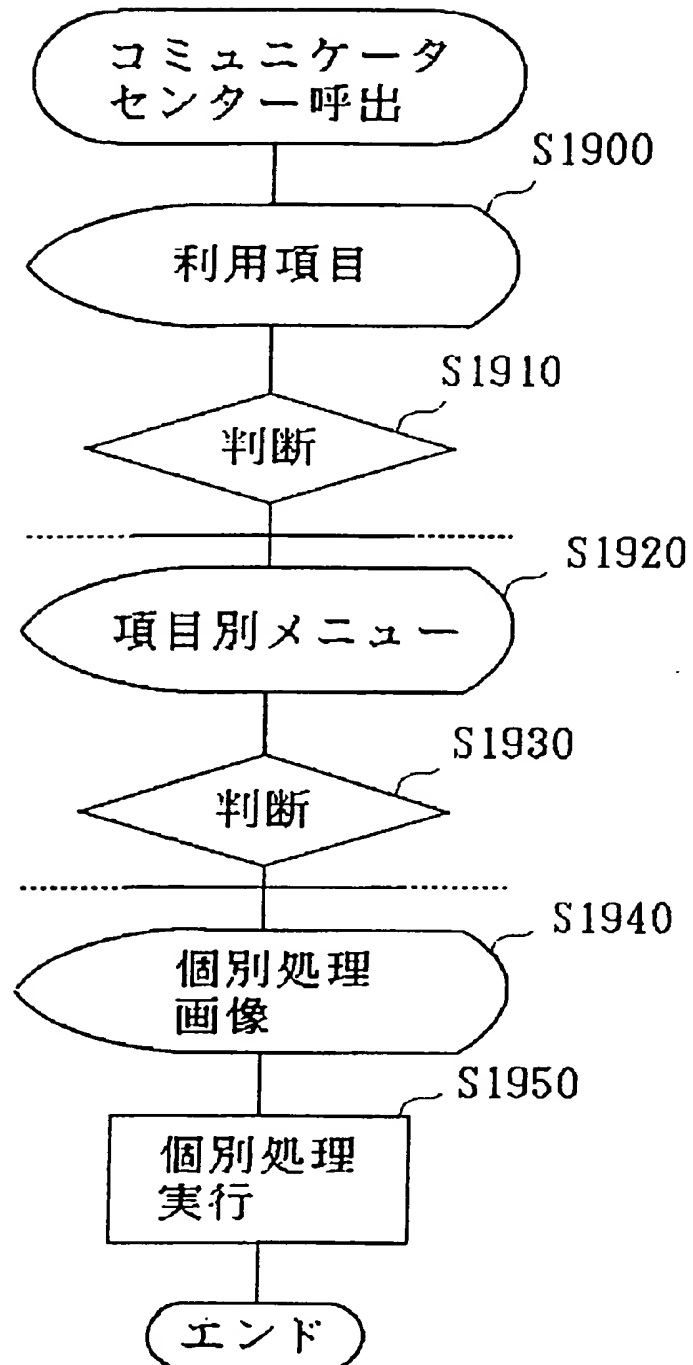 コミュニケータ
センター呼出
S1900
利用項目
S1910
判断
S1920
項目別メニュー
S1930
判断
S1940
個別処理
画像
S1950
個別処理
実行
エンド